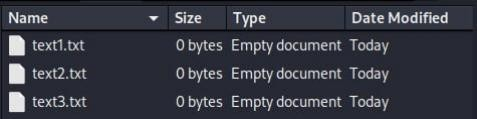 Name Size Type Date Modified
text1.txt 0 bytes Empty document Today
text2.txt 0 bytes Empty document Today
text3.txt 0 bytes Empty document Today